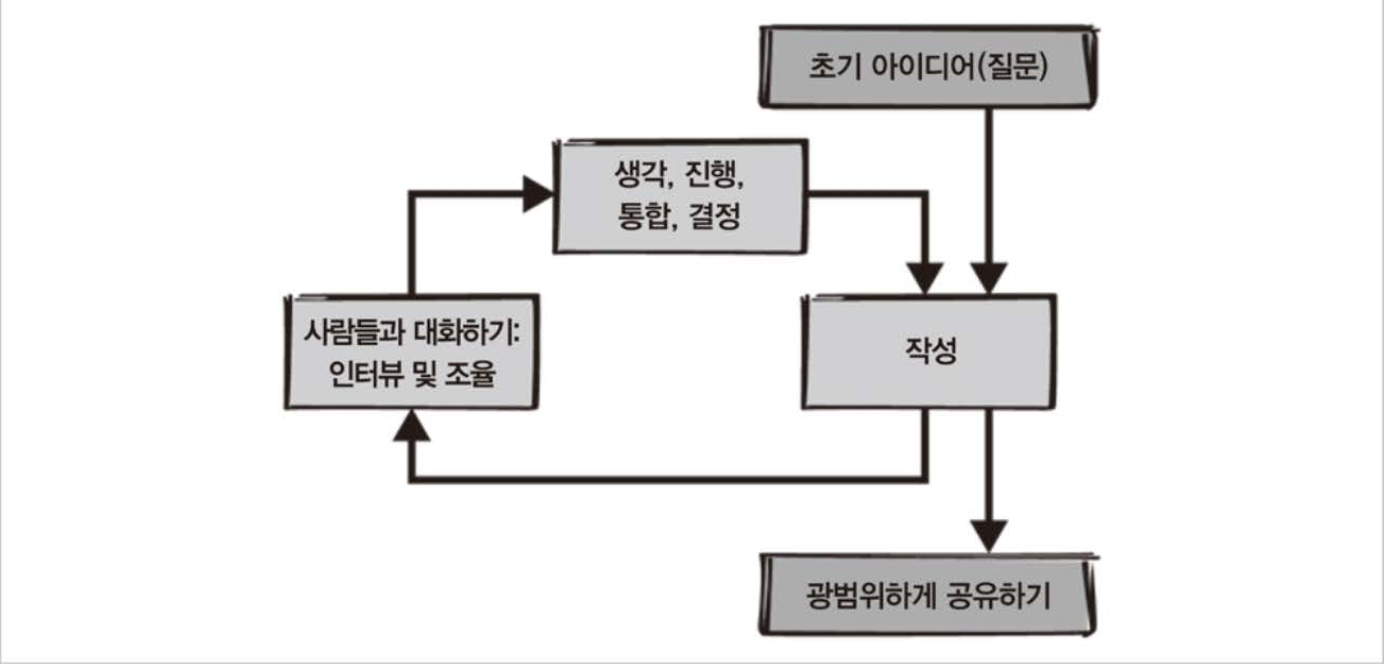 초기 아이디어(질문)
생각, 진행,
통합, 결정
사람들과 대화하기:
인터뷰 및 조율
작성
광범위하게 공유하기